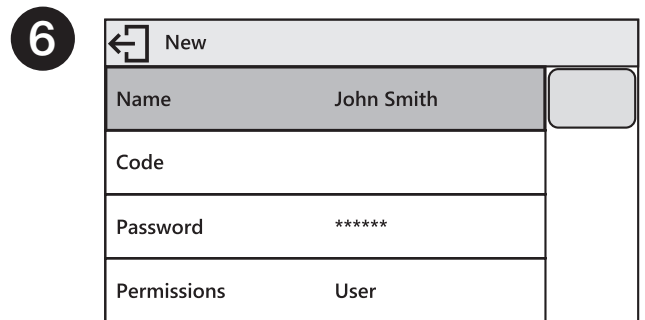 6
New
Name John Smith
Code
Password ******
Permissions User